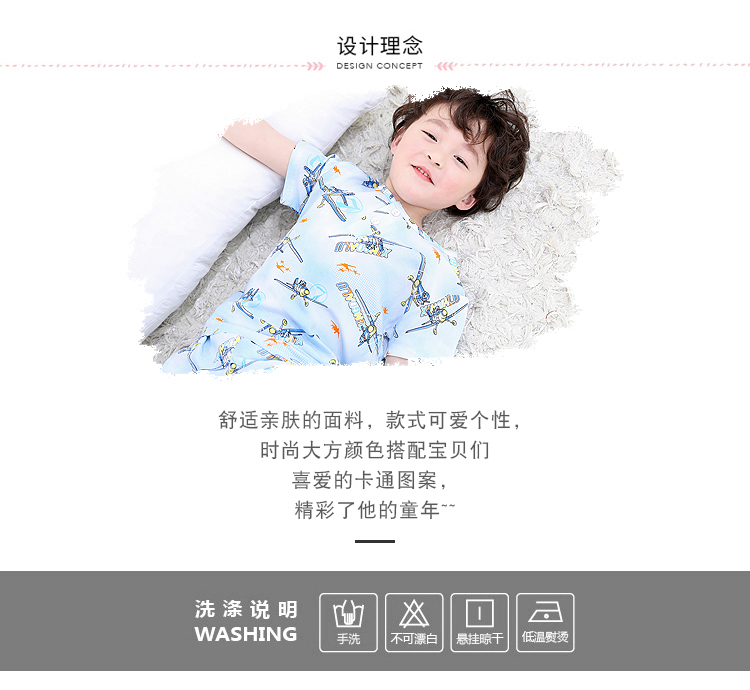 设计理念
DESIGN CONCEPT
舒适亲肤的面料，款式可爱个性，
时尚大方颜色搭配宝贝们
喜爱的卡通图案，
精彩了他的童年~~
洗涤说明
WASHING
手洗
不可漂白
悬挂晾干
低温熨烫